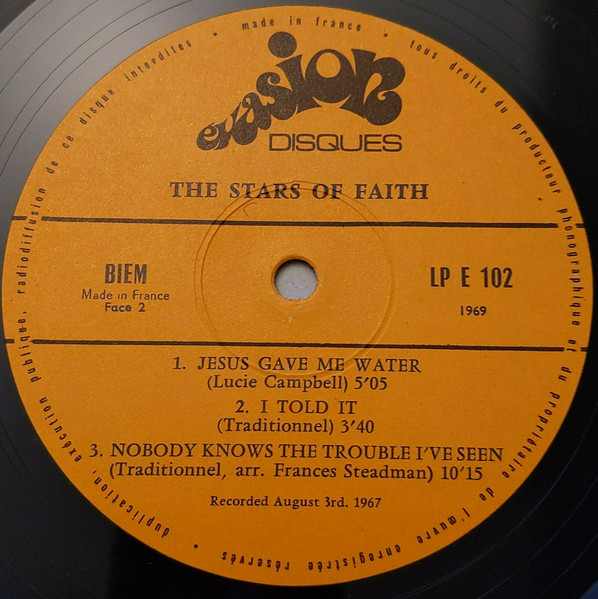 • made in france • tous droits du producteur phonographique et du propriétaire de l'œuvre enregistrée réservés • duplication, exécution publique, radiodiffusion de ce disque interdites
evasion
DISQUES
THE STARS OF FAITH
BIEM
Made in France
Face 2
LP E 102
1969
1. JESUS GAVE ME WATER
(Lucie Campbell) 5'05
2. I TOLD IT
(Traditionnel) 3'40
3. NOBODY KNOWS THE TROUBLE I'VE SEEN
(Traditionnel, arr. Frances Steadman) 10'15
Recorded August 3rd. 1967